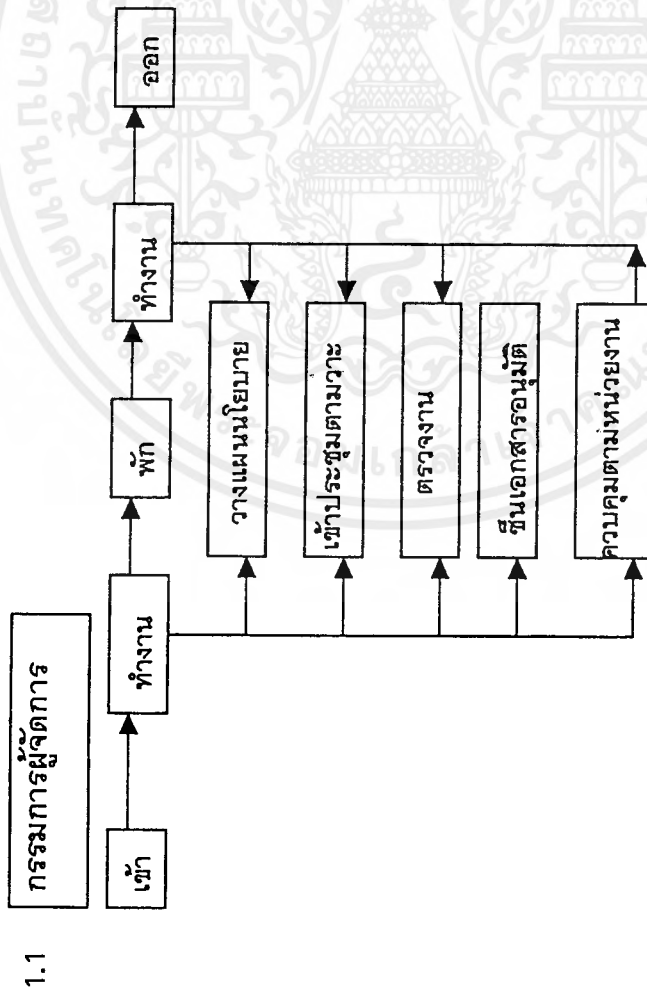 1.1
กรรมการผู้จัดการ
เข้า
ทำงาน
พัก
ทำงาน
ออก
วางแผนนโยบาย
เข้าประชุมตามวาระ
ตรวจงาน
ซึนเอกสารอนุมัติ
ควบคุมตามหน่วยงาน